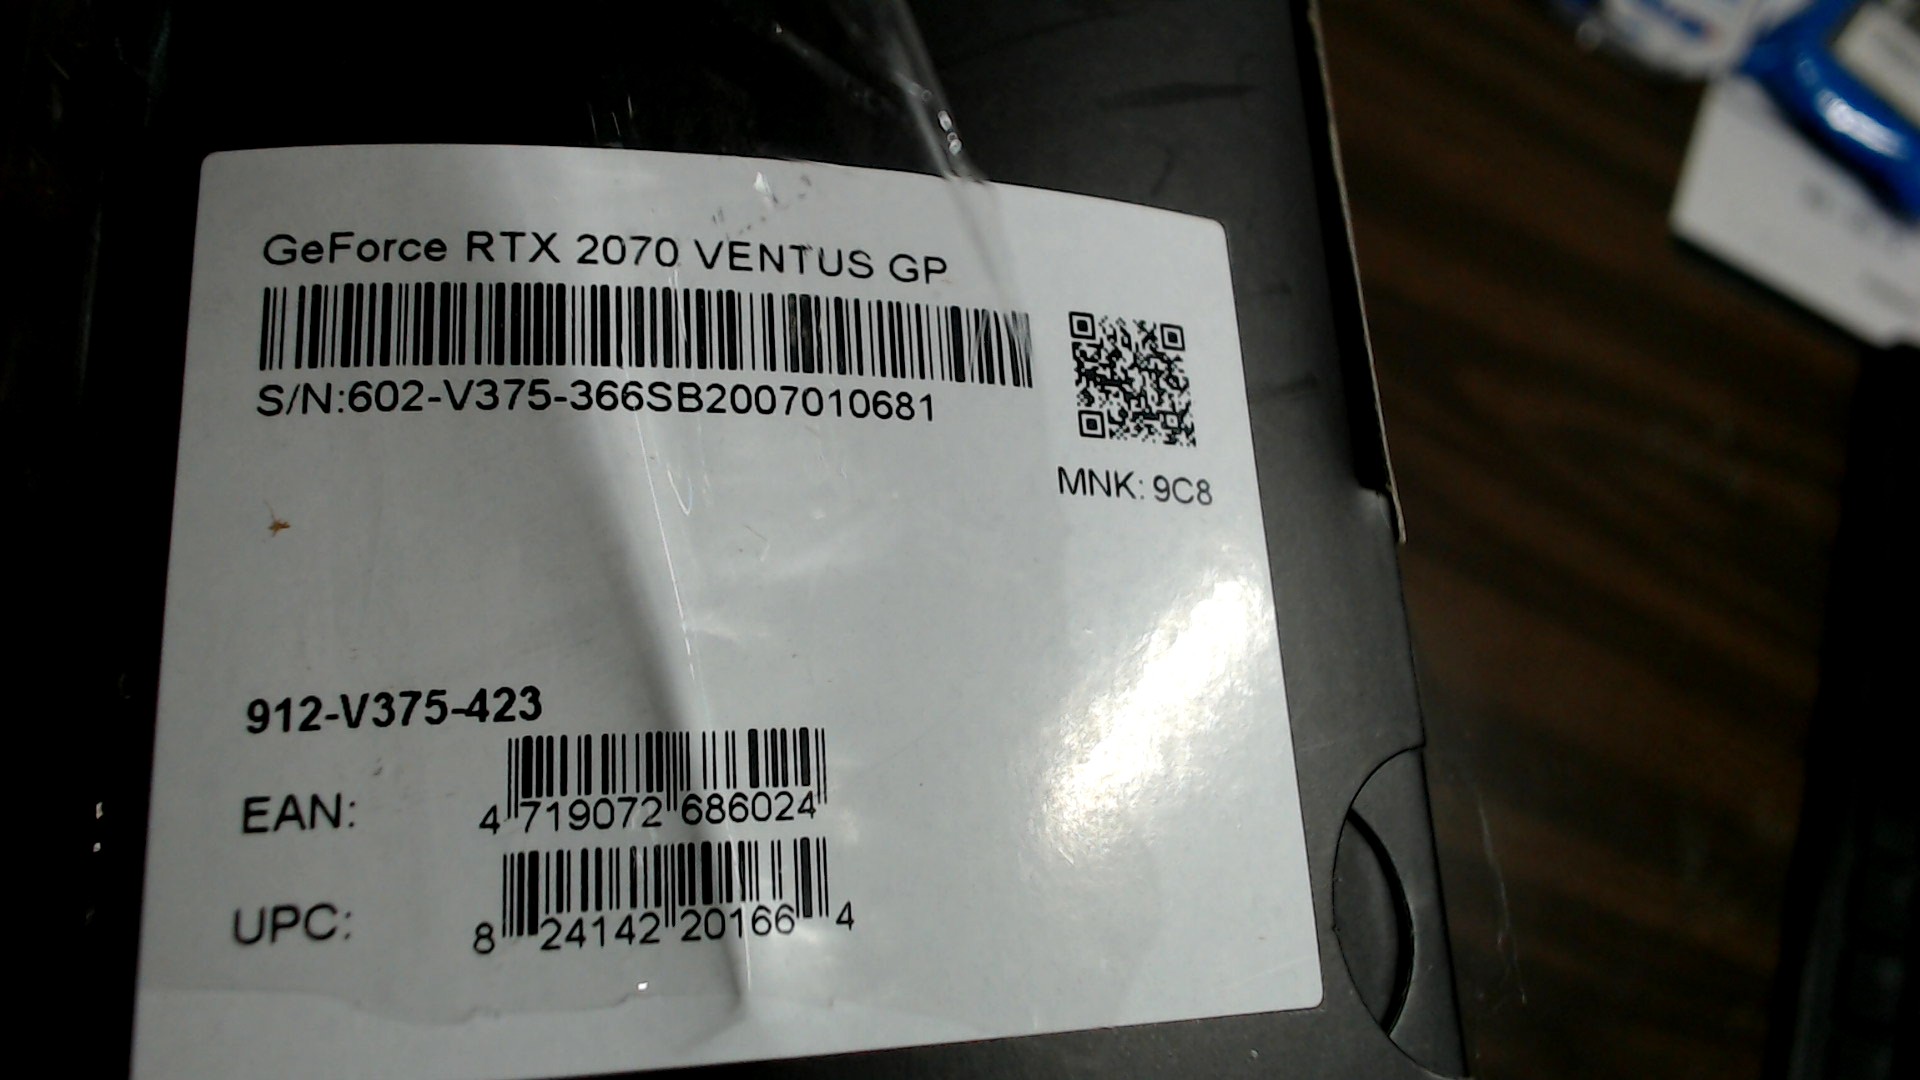 GeForce RTX 2070 VENTUS GP
S/N:602-V375-366SB2007010681
MNK: 9C8
912-V375-423
EAN: 4 719072 686024
UPC: 8 24142 20166 4